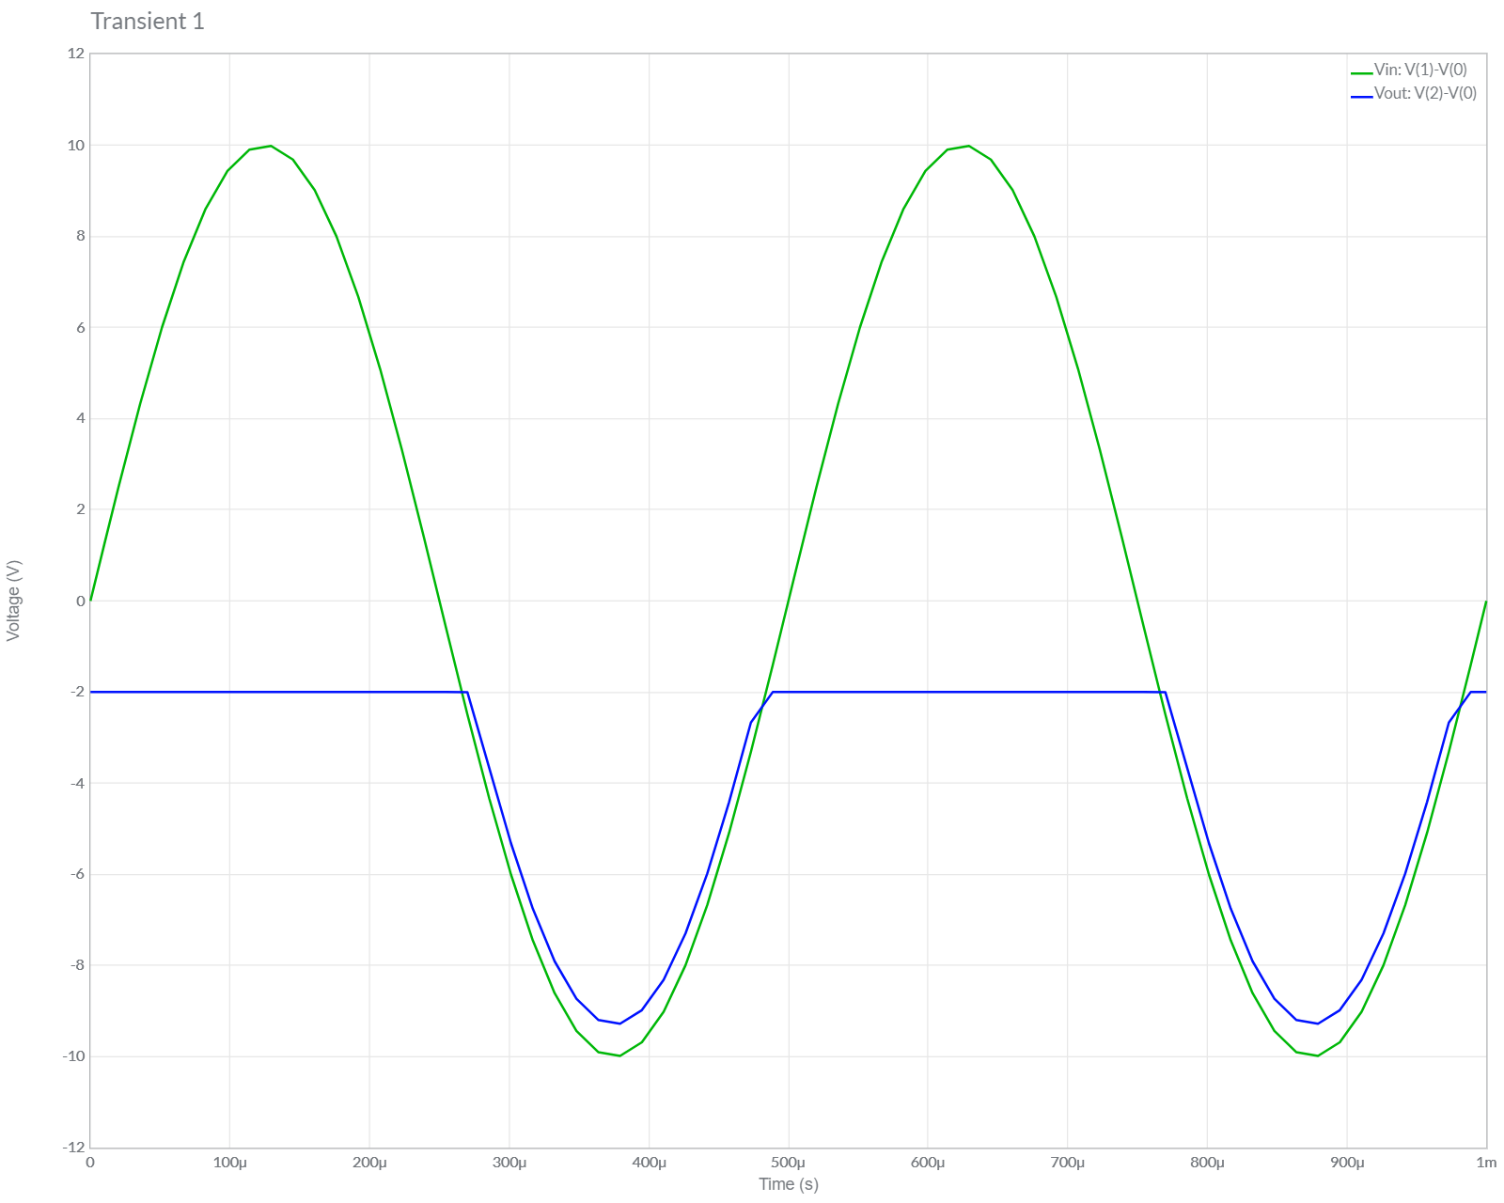 Transient 1
12
10
8
6
4
2
0
-2
-4
-6
-8
-10
-12
Voltage (V)
Vin: V(1)-V(0)
Vout: V(2)-V(0)
0 100µ 200µ 300µ 400µ 500µ 600µ 700µ 800µ 900µ 1m
Time (s)